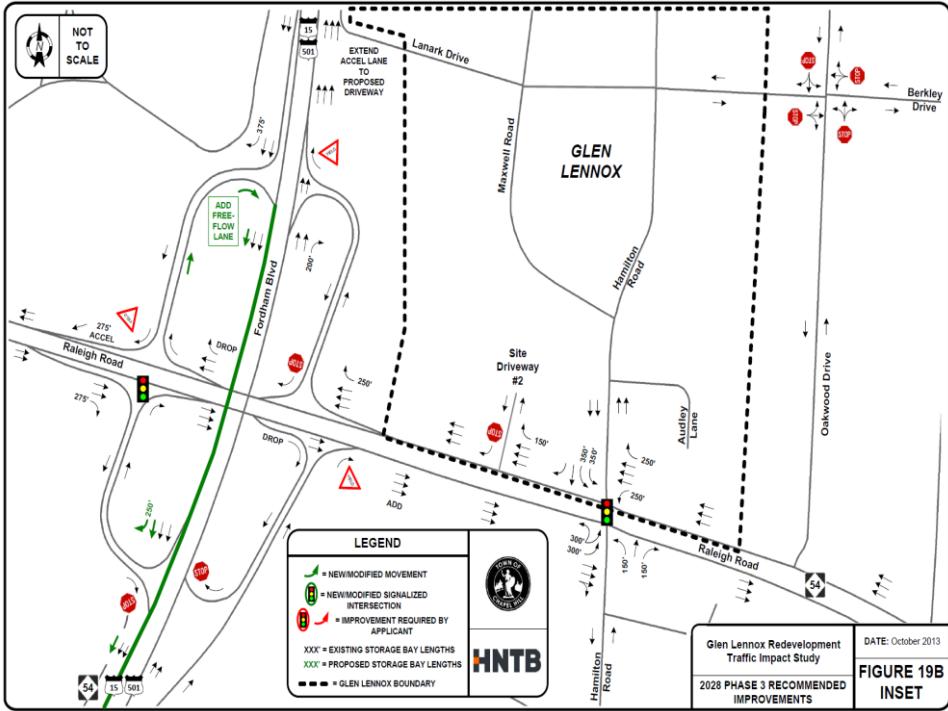 NOT
TO
SCALE
15
501
EXTEND
ACCEL LANE
TO
PROPOSED
DRIVEWAY
Lanark Drive
STOP
STOP
STOP
STOP
Berkley
Drive
375'
YIELD
Maxwell Road
GLEN
LENNOX
ADD
FREE-
FLOW
LANE
Fordham Blvd
200'
Hamilton
Road
Oakwood Drive
YIELD
275'
ACCEL
Raleigh Road
DROP
STOP
250'
Site
Driveway
#2
Audley
Lane
275'
STOP
150'
350'
350'
250'
250'
DROP
YIELD
ADD
300'
300'
150'
150'
Raleigh Road
54
250'
STOP
STOP
54
15
501
Hamilton
Road
LEGEND
= NEW/MODIFIED MOVEMENT
= NEW/MODIFIED SIGNALIZED
INTERSECTION
= IMPROVEMENT REQUIRED BY
APPLICANT
XXX' = EXISTING STORAGE BAY LENGTHS
XXX' = PROPOSED STORAGE BAY LENGTHS
= GLEN LENNOX BOUNDARY
TOWN OF
CHAPEL HILL
HNTB
Glen Lennox Redevelopment
Traffic Impact Study
2028 PHASE 3 RECOMMENDED
IMPROVEMENTS
DATE: October 2013
FIGURE 19B
INSET